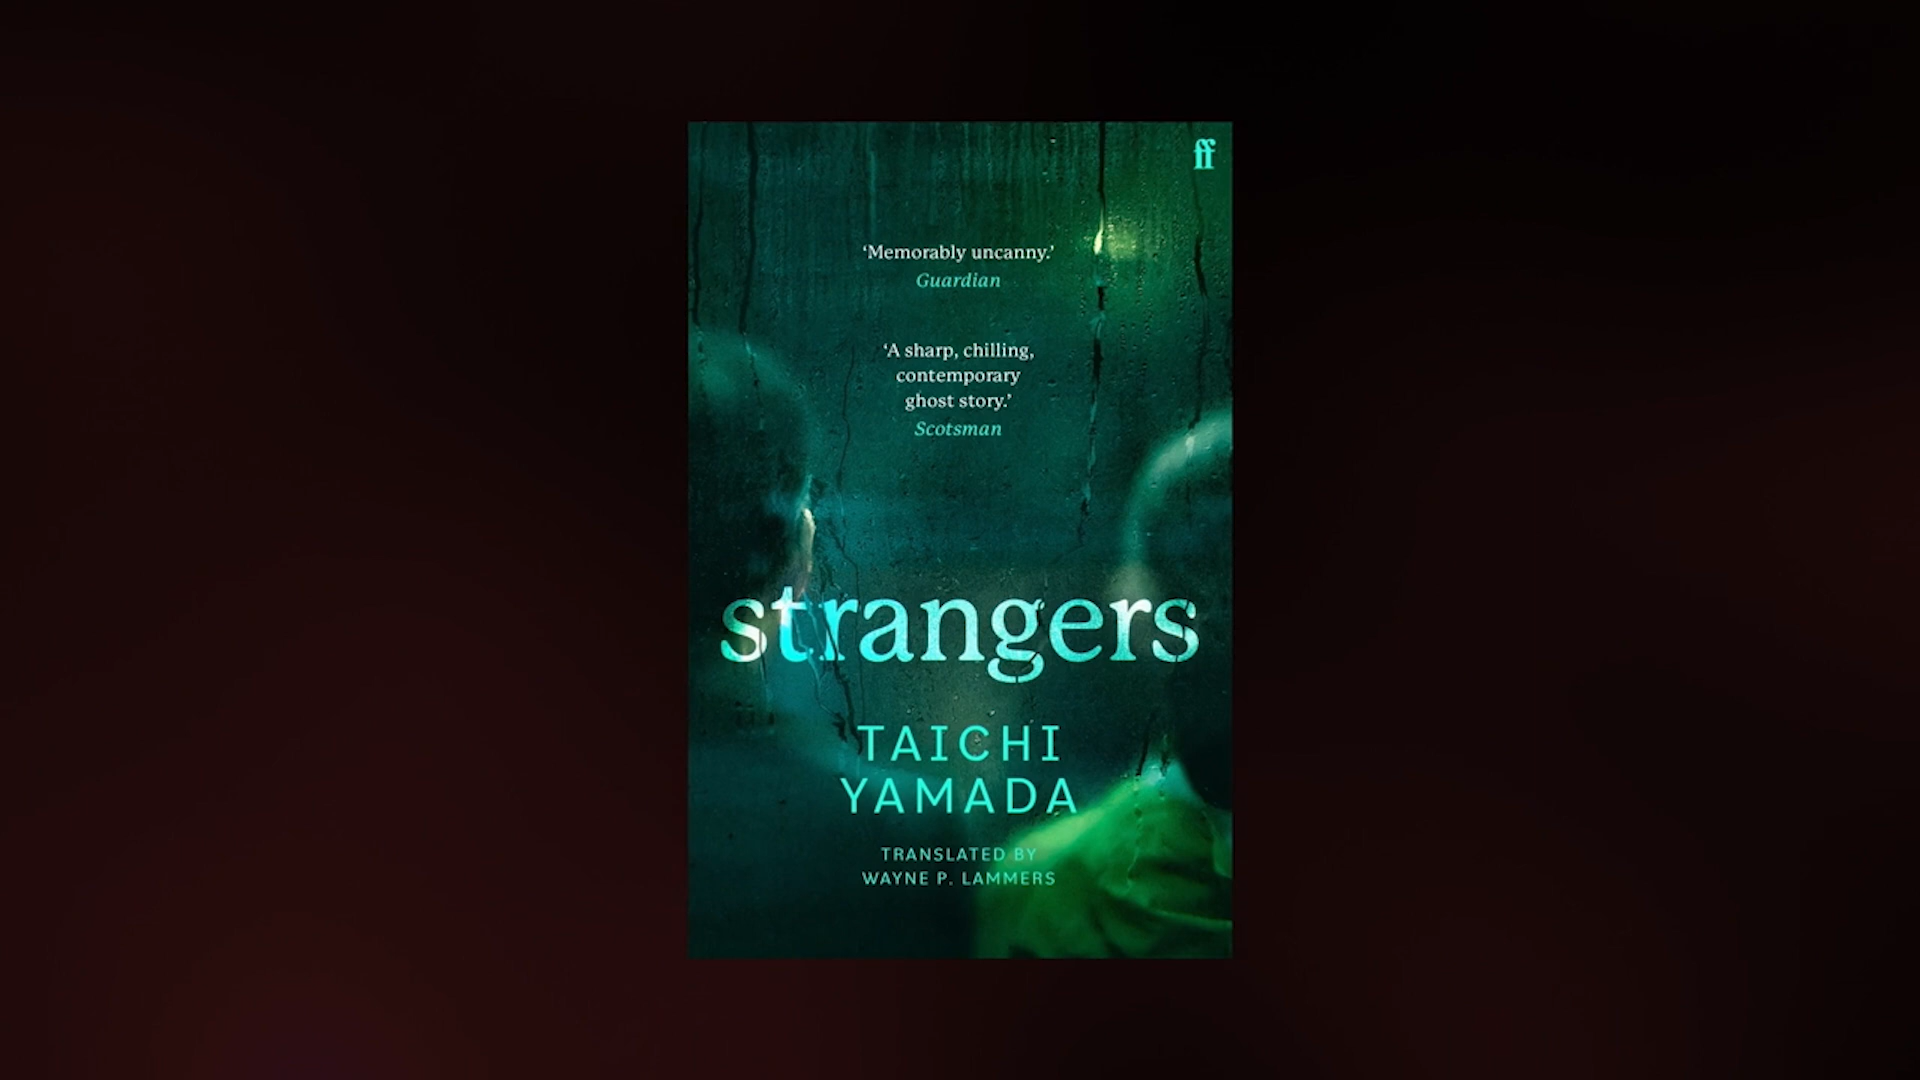 ff
‘Memorably uncanny.’
Guardian
‘A sharp, chilling,
contemporary
ghost story.’
Scotsman
strangers
TAICHI
YAMADA
TRANSLATED BY
WAYNE P. LAMMERS